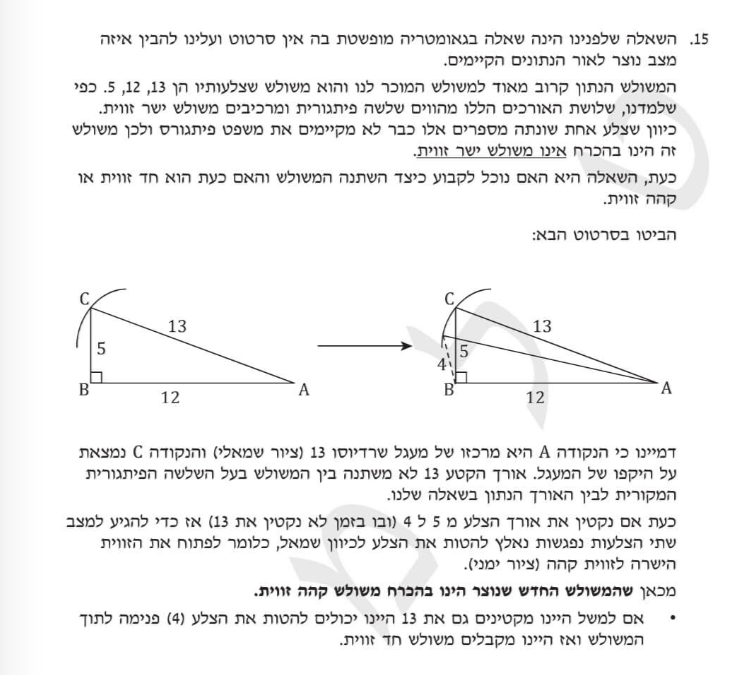 15. השאלה שלפנינו הינה שאלה בגאומטריה מופשטת בה אין סרטוט ועלינו להבין איזה
מצב נוצר לאור הנתונים הקיימים.
המשולש הנתון קרוב מאוד למשולש המוכר לנו והוא משולש שצלעותיו הן 13, 12, 5. כפי
שלמדנו, שלושת האורכים הללו מהווים שלשה פיתגורית ומרכיבים משולש ישר זווית.
כיוון שצלע אחת שונתה מספרים אלו כבר לא מקיימים את משפט פיתגורס ולכן משולש
זה הינו בהכרח אינו משולש ישר זווית.
כעת, השאלה היא האם נוכל לקבוע כיצד השתנה המשולש והאם כעת הוא חד זווית או
קהה זווית.
הביטו בסרטוט הבא:
C
13
5
B
12
A
C
13
5
4
B
12
A
דמיינו כי הנקודה A היא מרכזו של מעגל שרדיוסו 13 (ציור שמאלי) והנקודה C נמצאת
על היקפו של המעגל. אורך הקטע 13 לא משתנה בין המשולש בעל השלשה הפיתגורית
המקורית לבין האורך הנתון בשאלה שלנו.
כעת אם נקטין את אורך הצלע מ 5 ל 4 (ובו בזמן לא נקטין את 13) אז כדי להגיע למצב
שתי הצלעות נפגשות נאלץ להטות את הצלע לכיוון שמאל, כלומר לפתוח את הזווית
הישרה לזווית קהה (ציור ימני).
מכאן שהמשולש החדש שנוצר הינו בהכרח משולש קהה זווית.
• אם למשל היינו מקטינים גם את 13 היינו יכולים להטות את הצלע (4) פנימה לתוך
המשולש ואז היינו מקבלים משולש חד זווית.